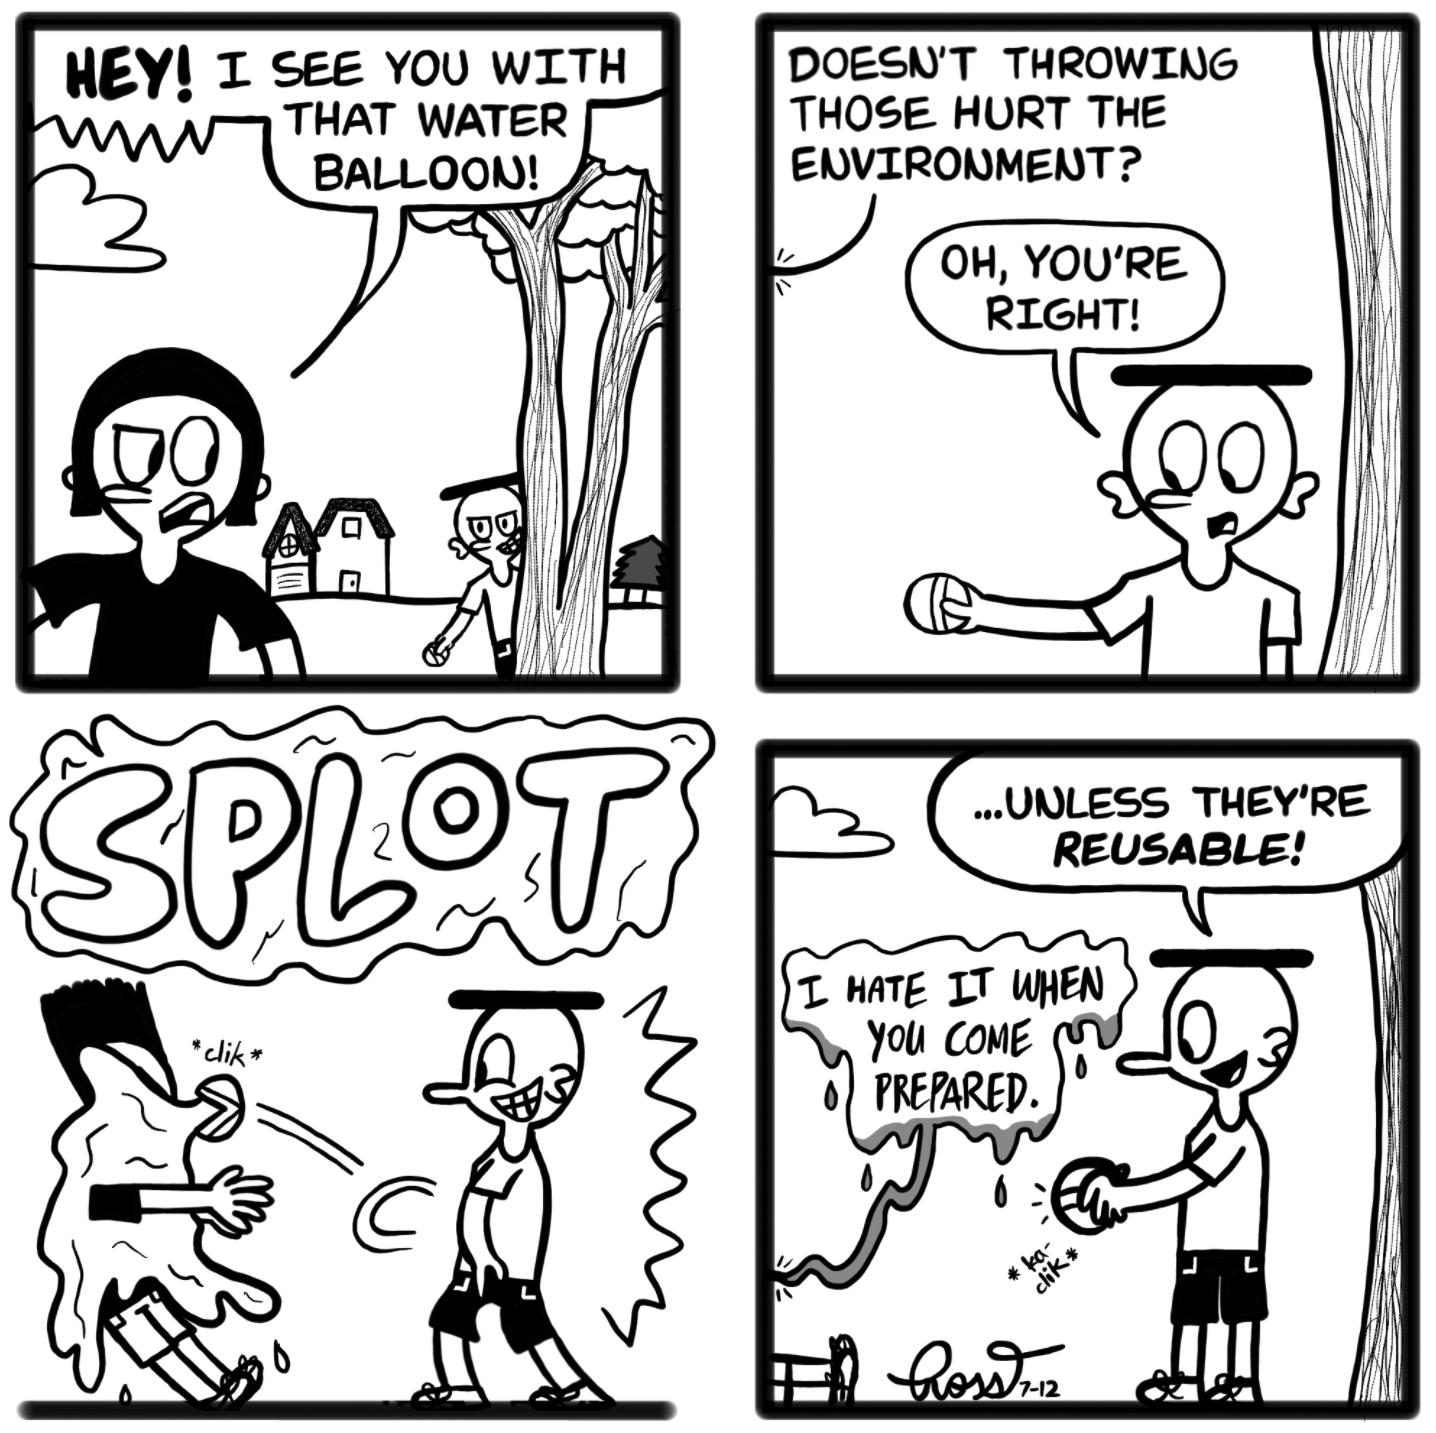 HEY! I SEE YOU WITH
THAT WATER
BALLOON!
DOESN'T THROWING
THOSE HURT THE
ENVIRONMENT?
OH, YOU'RE
RIGHT!
SPLOT
*clik*
...UNLESS THEY'RE
REUSABLE!
I HATE IT WHEN
YOU COME
PREPARED.
*ka-
clik*
Ross 7-12